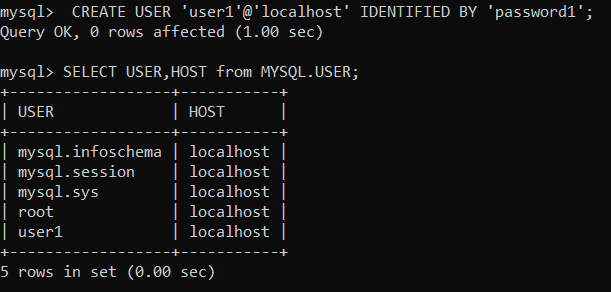 mysql>  CREATE USER 'user1'@'localhost' IDENTIFIED BY 'password1';
Query OK, 0 rows affected (1.00 sec)
mysql> SELECT USER,HOST from MYSQL.USER;
+------------------+-----------+
| USER             | HOST      |
+------------------+-----------+
| mysql.infoschema | localhost |
| mysql.session    | localhost |
| mysql.sys        | localhost |
| root             | localhost |
| user1            | localhost |
+------------------+-----------+
5 rows in set (0.00 sec)